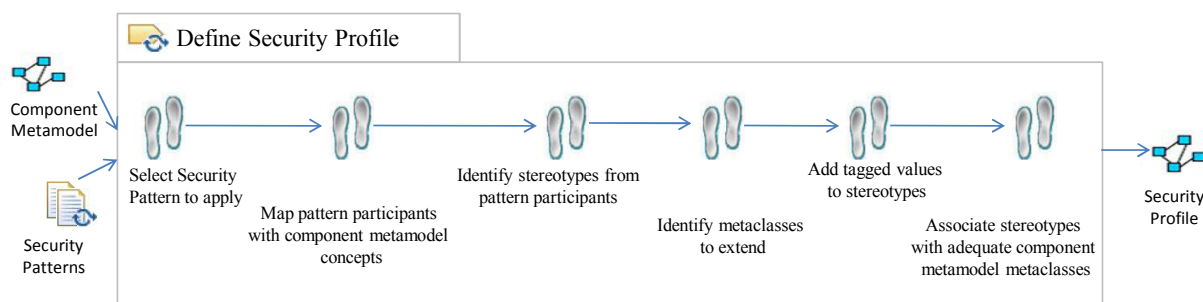 Define Security Profile
Component
Metamodel
Security
Patterns
Select Security
Pattern to apply
Map pattern participants
with component metamodel
concepts
Identify stereotypes from
pattern participants
Identify metaclasses
to extend
Add tagged values
to stereotypes
Associate stereotypes
with adequate component
metamodel metaclasses
Security
Profile